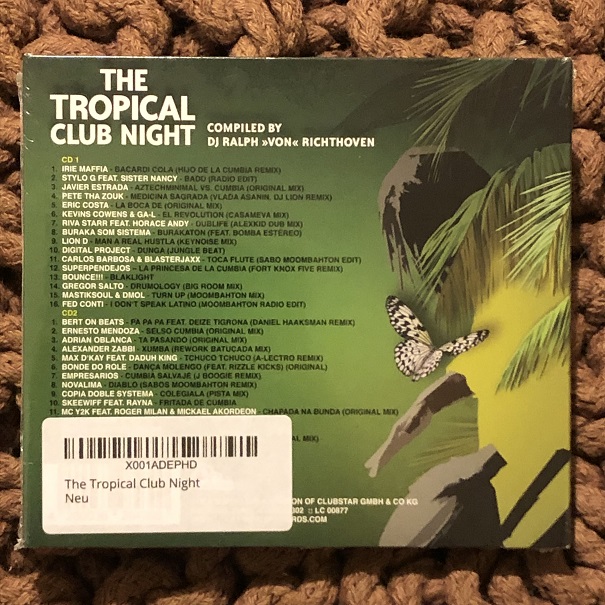 THE
TROPICAL
CLUB NIGHT
COMPILED BY
DJ RALPH »VON« RICHTHOVEN
CD 1
1. IRIE MAFFIA - BACARDI COLA (HIJO DE LA CUMBIA REMIX)
2. STYLO G FEAT. SISTER NANCY - BADD (RADIO EDIT)
3. JAVIER ESTRADA - AZTECHMINIMAL VS. CUMBIA (ORIGINAL MIX)
4. PETE THA ZOUK - MEDICINA SAGRADA (VLADA ASANIN, DJ LION REMIX)
5. ERIC COSTA - LA BOCA DE (ORIGINAL MIX)
6. KEVINS COWENS & GA-L - EL REVOLUTION (CASAMEVA MIX)
7. RIVA STARR FEAT. HORACE ANDY - DUBLIFE (ALEXKID DUB MIX)
8. BURAKA SOM SISTEMA - BURAKATON (FEAT. BOMBA ESTÉREO)
9. LION D - MAN A REAL HUSTLA (KEYNOISE MIX)
10. DIGITAL PROJECT - DUNGA (JUNGLE BEAT)
11. CARLOS BARBOSA & BLASTERJAXX - TOCA FLUTE (SABO MOOMBAHTON EDIT)
12. SUPERPENDEJOS – LA PRINCESA DE LA CUMBIA (FORT KNOX FIVE REMIX)
13. BOUNCE!!! - BLAKLIGHT
14. GREGOR SALTO - DRUMOLOGY (BIG ROOM MIX)
15. MASTIKSOUL & DMOL - TURN UP (MOOMBAHTON MIX)
16. FED CONTI - I DON'T SPEAK LATINO (MOOMBAHTON RADIO EDIT)
CD2
1. BERT ON BEATS - PA PA PA FEAT. DEIZE TIGRONA (DANIEL HAAKSMAN REMIX)
2. ERNESTO MENDOZA - SELSO CUMBIA (ORIGINAL MIX)
3. ADRIAN OBLANCA - TA PASANDO (ORIGINAL MIX)
4. ALEXANDER ZABBI - XUMBA (REWORK BATUCADA MIX)
5. MAX D'KAY FEAT. DADUH KING - TCHUCO TCHUCO (A-LECTRO REMIX)
6. BONDE DO ROLE - DANÇA MOLENGO (FEAT. RIZZLE KICKS) (ORIGINAL)
7. EMPRESARIOS - CUMBIA SALVAJE (J BOOGIE REMIX)
8. NOVALIMA - DIABLO (SABOS MOOMBAHTON REMIX)
9. COPIA DOBLE SYSTEMA - COLEGIALA (PISTA MIX)
10. SKEEWIFF FEAT. RAYNA - FRITADA DE CUMBIA
11. MC Y2K FEAT. ROGER MILAN & MICKAEL AKORDEON - CHAPADA NA BUNDA (ORIGINAL MIX)
MIX)
X001ADEPHD
The Tropical Club Night
Neu
ON OF CLUBSTAR GMBH & CO KG
302 :: LC 00877
ROS.COM